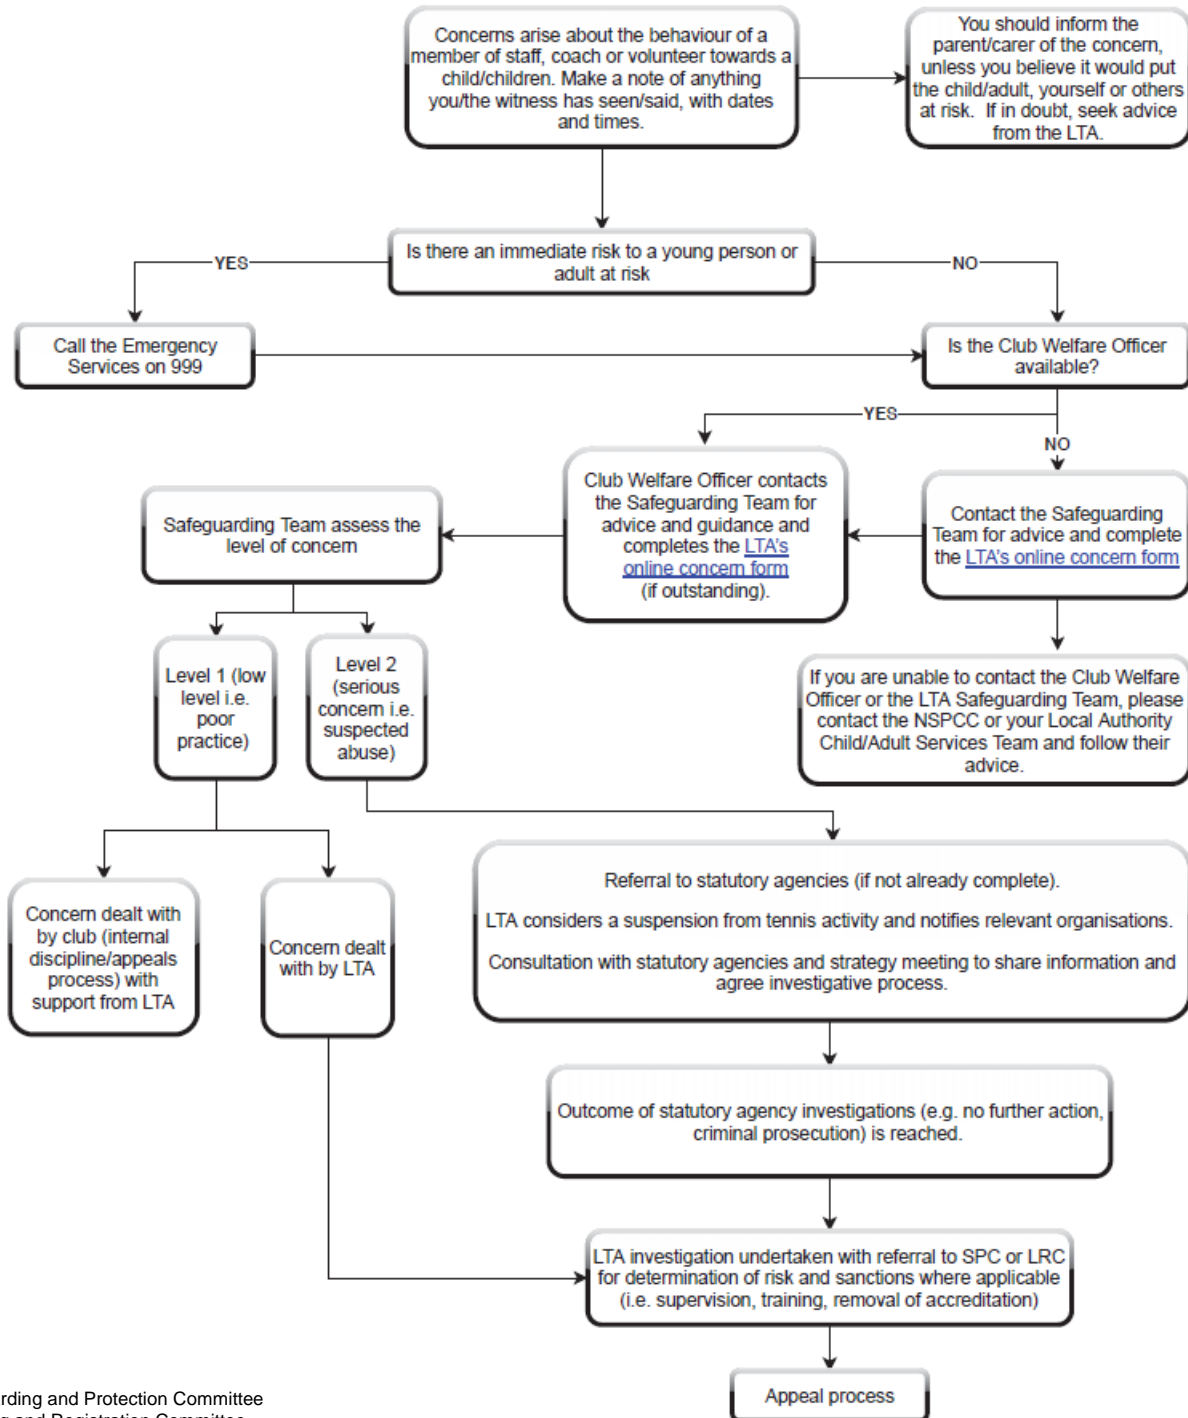 Concerns arise about the behaviour of a
member of staff, coach or volunteer towards a
child/children. Make a note of anything
you/the witness has seen/said, with dates
and times.
You should inform the
parent/carer of the concern,
unless you believe it would put
the child/adult, yourself or others
at risk. If in doubt, seek advice
from the LTA.
Is there an immediate risk to a young person or
adult at risk
YES
NO
Call the Emergency
Services on 999
Is the Club Welfare Officer
available?
YES
NO
Club Welfare Officer contacts
the Safeguarding Team for
advice and guidance and
completes the LTA's
online concern form
(if outstanding).
Contact the Safeguarding
Team for advice and complete
the LTA's online concern form
Safeguarding Team assess the
level of concern
Level 1 (low
level i.e.
poor
practice)
Level 2
(serious
concern i.e.
suspected
abuse)
If you are unable to contact the Club Welfare
Officer or the LTA Safeguarding Team, please
contact the NSPCC or your Local Authority
Child/Adult Services Team and follow their
advice.
Concern dealt with
by club (internal
discipline/appeals
process) with
support from LTA
Concern dealt
with by LTA
Referral to statutory agencies (if not already complete).
LTA considers a suspension from tennis activity and notifies relevant organisations.
Consultation with statutory agencies and strategy meeting to share information and
agree investigative process.
Outcome of statutory agency investigations (e.g. no further action,
criminal prosecution) is reached.
LTA investigation undertaken with referral to SPC or LRC
for determination of risk and sanctions where applicable
(i.e. supervision, training, removal of accreditation)
Appeal process
rding and Protection Committee
and Registration Committee